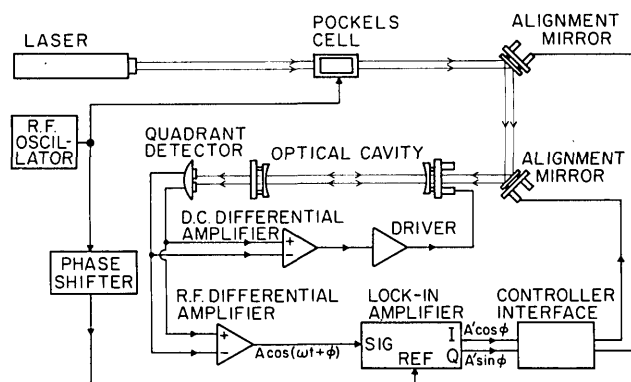 LASER
POCKELS
CELL
ALIGNMENT
MIRROR
R.F.
OSCIL-
LATOR
QUADRANT
DETECTOR
OPTICAL CAVITY
ALIGNMENT
MIRROR
D.C. DIFFERENTIAL
AMPLIFIER
DRIVER
+
−
PHASE
SHIFTER
R.F. DIFFERENTIAL
AMPLIFIER
+
−
A cos(ωt+ϕ)
LOCK-IN
AMPLIFIER
SIG
I
Q
REF
A'cosϕ
A'sinϕ
CONTROLLER
INTERFACE